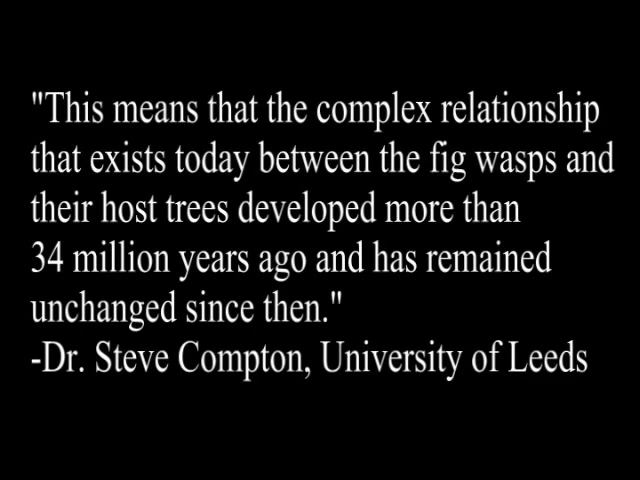 "This means that the complex relationship
that exists today between the fig wasps and
their host trees developed more than
34 million years ago and has remained
unchanged since then."
-Dr. Steve Compton, University of Leeds